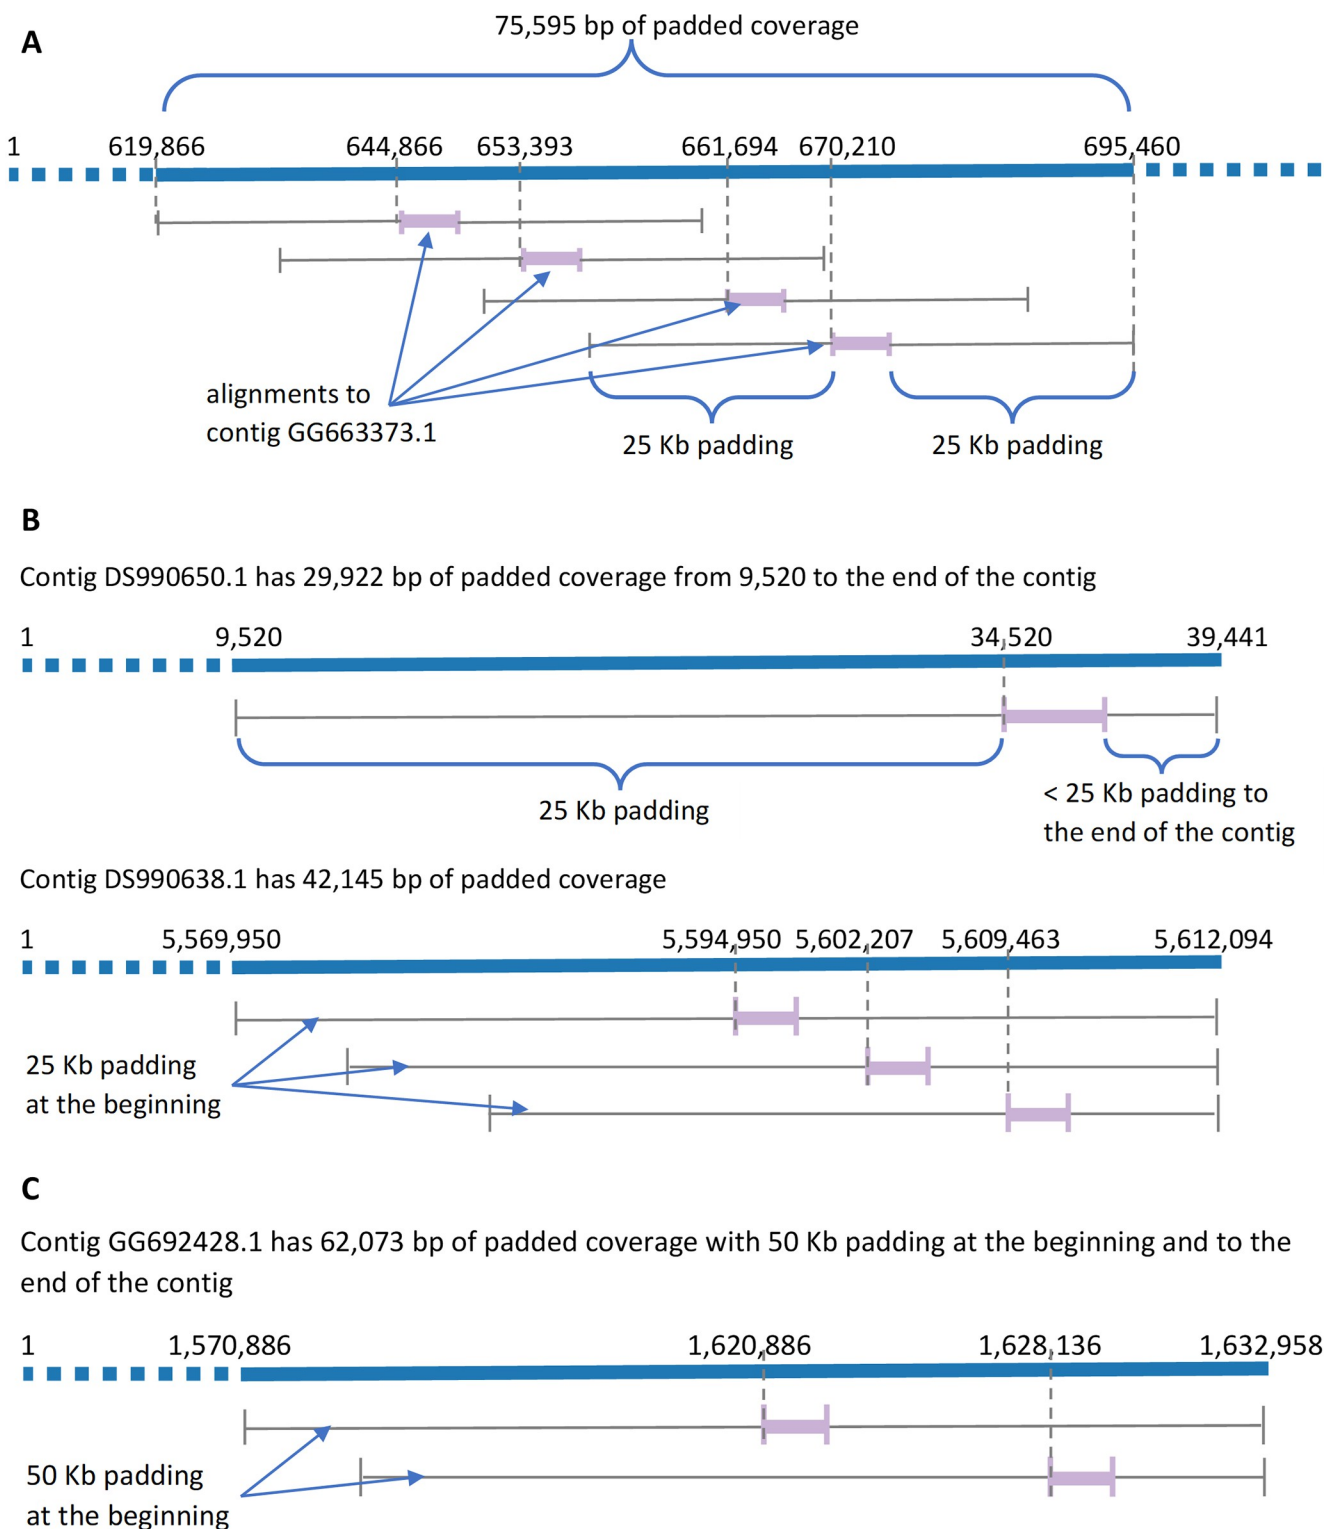 A
75,595 bp of padded coverage
1 619,866 644,866 653,393 661,694 670,210 695,460
alignments to
contig GG663373.1
25 Kb padding 25 Kb padding
B
Contig DS990650.1 has 29,922 bp of padded coverage from 9,520 to the end of the contig
1 9,520 34,520 39,441
25 Kb padding
< 25 Kb padding to
the end of the contig
Contig DS990638.1 has 42,145 bp of padded coverage
1 5,569,950 5,594,950 5,602,207 5,609,463 5,612,094
25 Kb padding
at the beginning
C
Contig GG692428.1 has 62,073 bp of padded coverage with 50 Kb padding at the beginning and to the
end of the contig
1 1,570,886 1,620,886 1,628,136 1,632,958
50 Kb padding
at the beginning